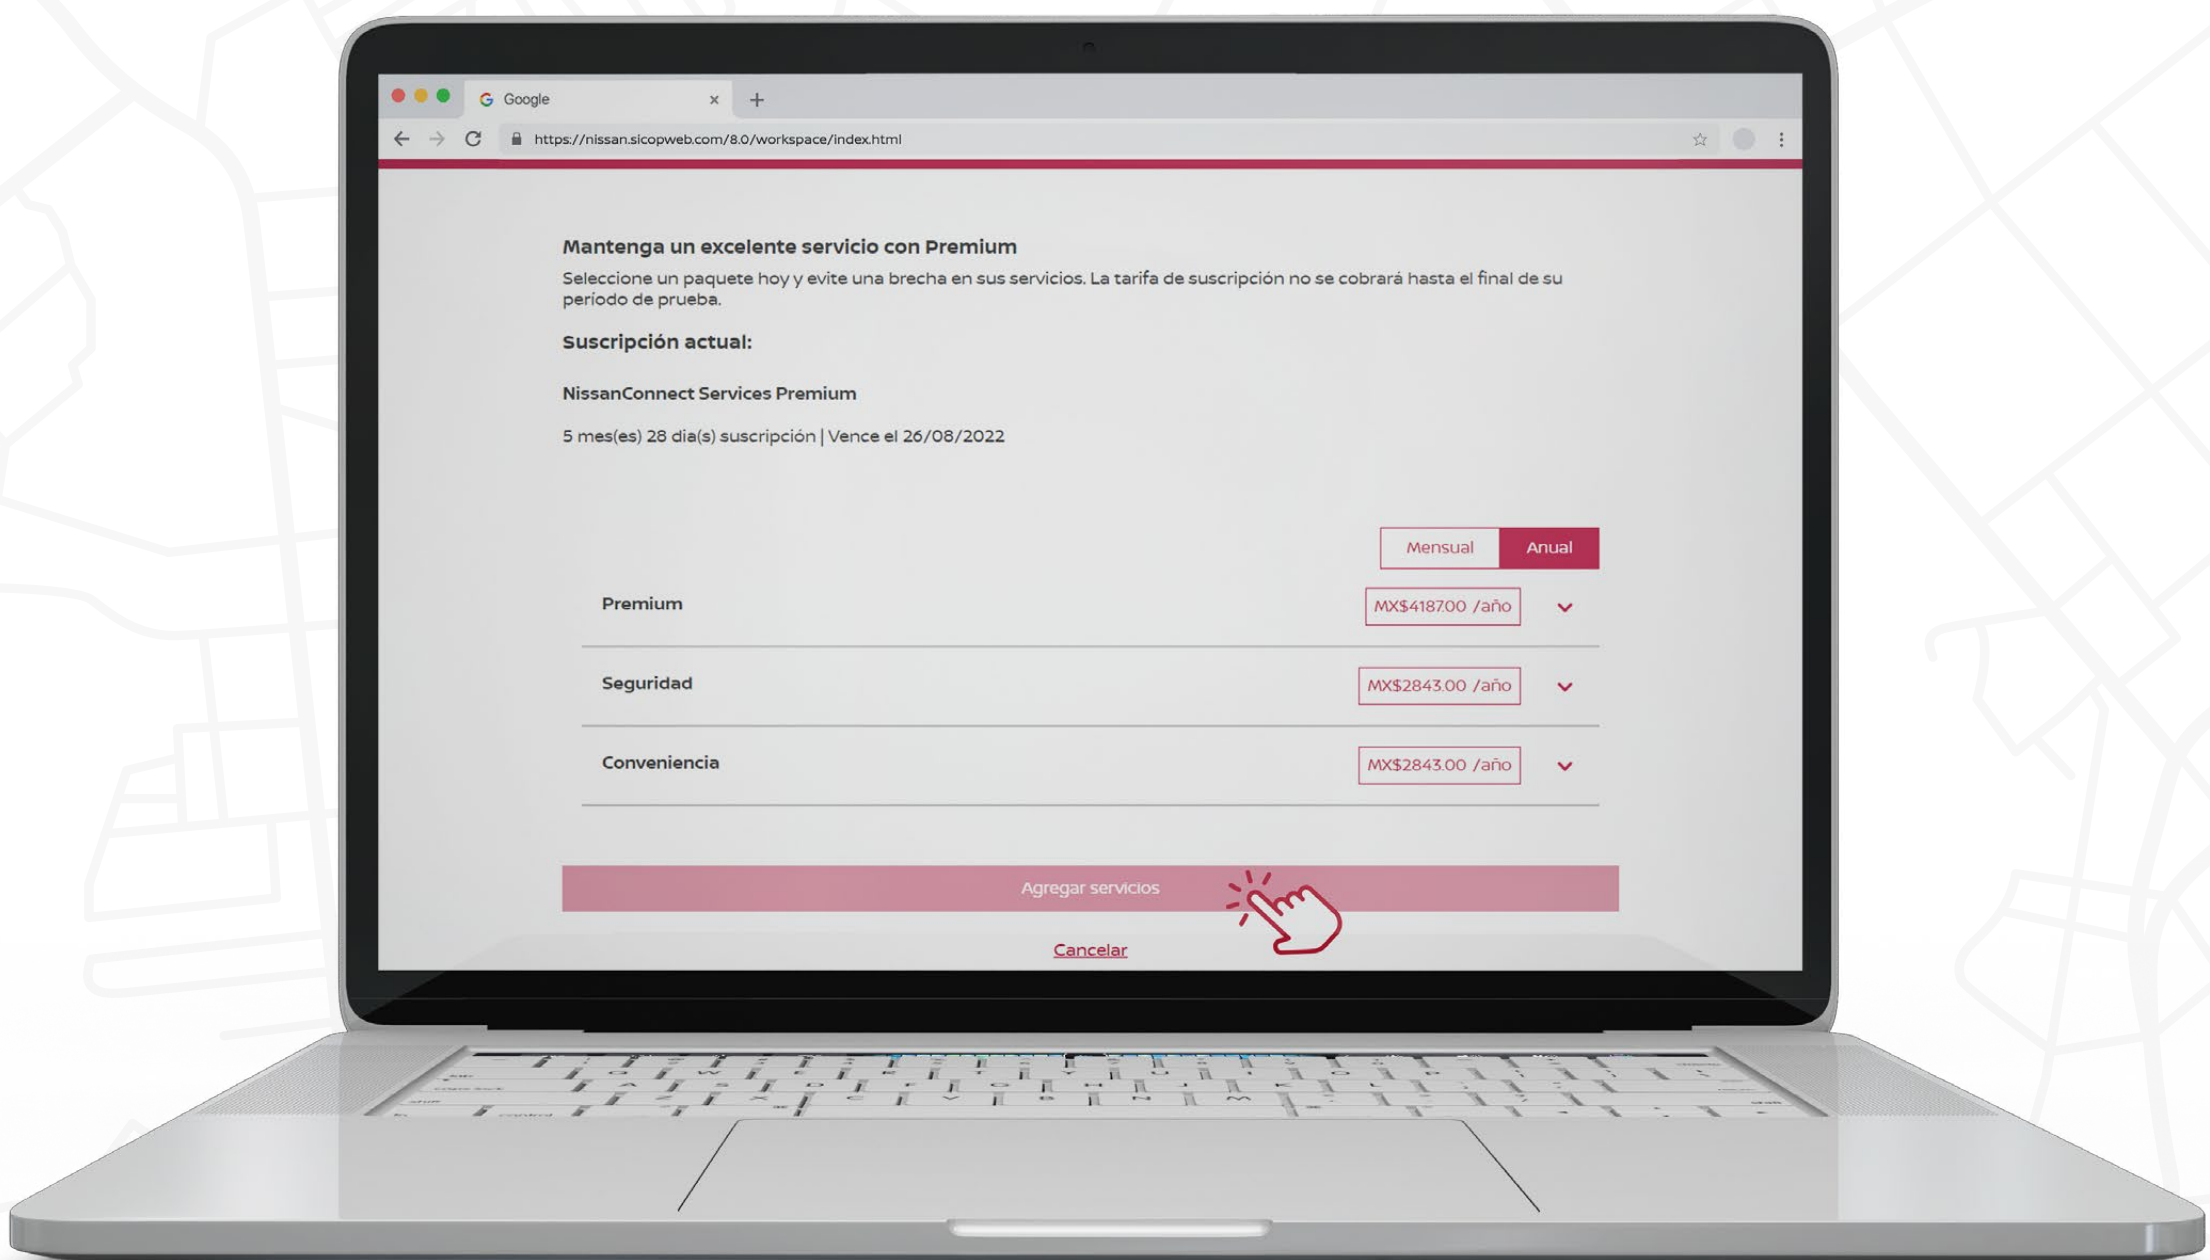 Google
https://nissan.sicopweb.com/8.0/workspace/index.html
Mantenga un excelente servicio con Premium
Seleccione un paquete hoy y evite una brecha en sus servicios. La tarifa de suscripción no se cobrará hasta el final de su
período de prueba.
Suscripción actual:
NissanConnect Services Premium
5 mes(es) 28 dia(s) suscripción | Vence el 26/08/2022
Mensual Anual
Premium MX$4187.00 /año
Seguridad MX$2843.00 /año
Conveniencia MX$2843.00 /año
Agregar servicios
Cancelar